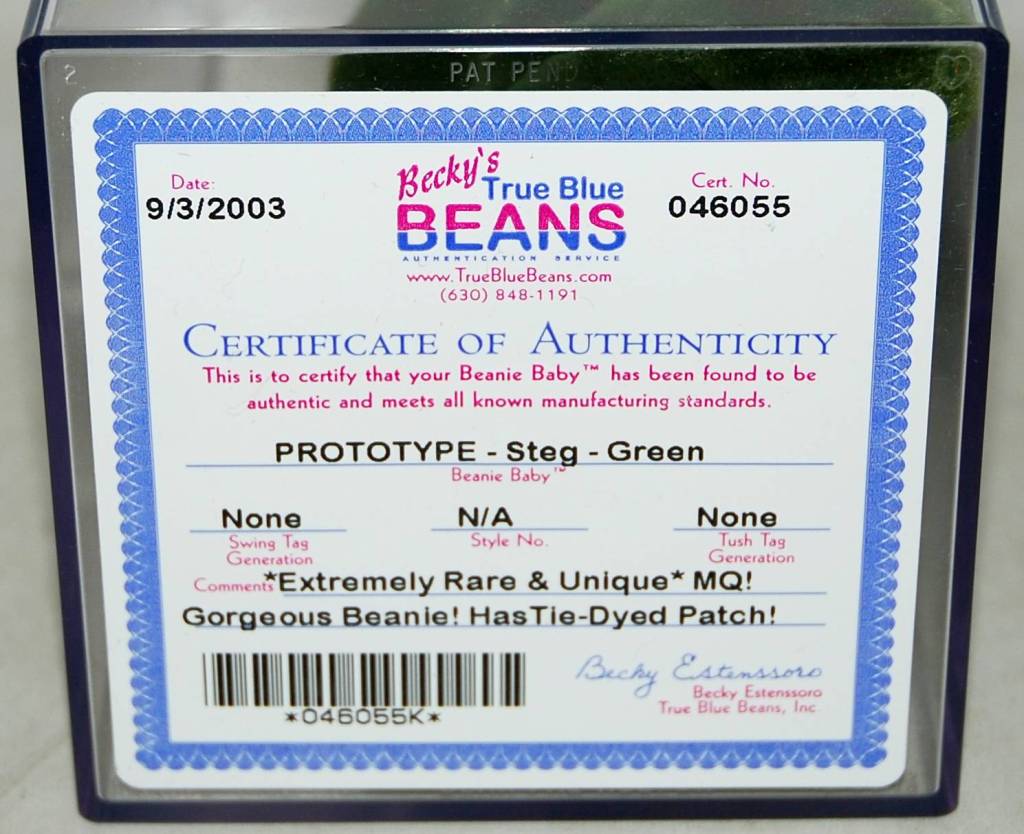 PAT PEND
Date:
9/3/2003
Becky's
True Blue
BEANS
AUTHENTICATION SERVICE
www.TrueBlueBeans.com
(630) 848-1191
Cert. No.
046055
CERTIFICATE OF AUTHENTICITY
This is to certify that your Beanie Baby™ has been found to be
authentic and meets all known manufacturing standards.
PROTOTYPE - Steg - Green
Beanie Baby™
None
Swing Tag
Generation
N/A
Style No.
None
Tush Tag
Generation
Comments *Extremely Rare & Unique* MQ!
Gorgeous Beanie! HasTie-Dyed Patch!
*046055K*
Becky Estenssoro
Becky Estenssoro
True Blue Beans, Inc